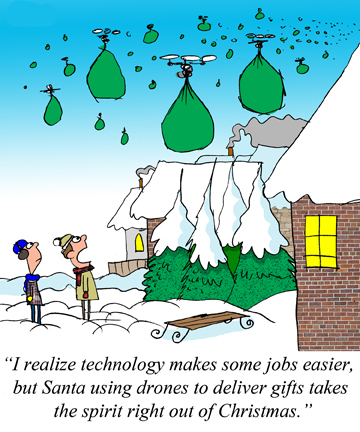 “I realize technology makes some jobs easier,
but Santa using drones to deliver gifts takes
the spirit right out of Christmas.”